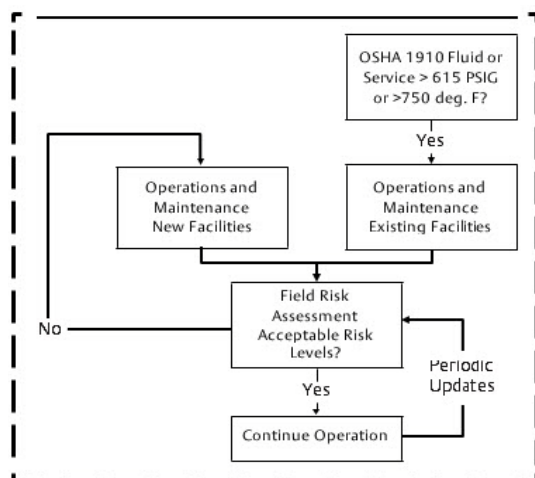 OSHA 1910 Fluid or
Service > 615 PSIG
or >750 deg. F?
Yes
Operations and
Maintenance
New Facilities
Operations and
Maintenance
Existing Facilities
Field Risk
Assessment
Acceptable Risk
Levels?
No
Periodic
Updates
Yes
Continue Operation